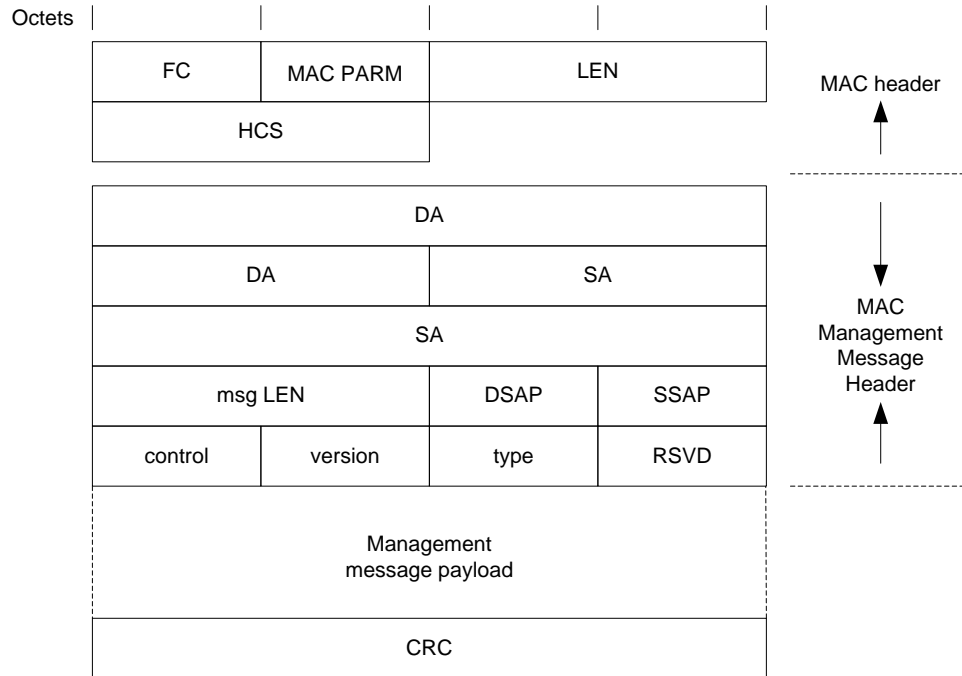 Octets
FC
MAC PARM
LEN
MAC header
HCS
DA
DA
SA
SA
MAC
Management
Message
Header
msg LEN
DSAP
SSAP
control
version
type
RSVD
Management
message payload
CRC